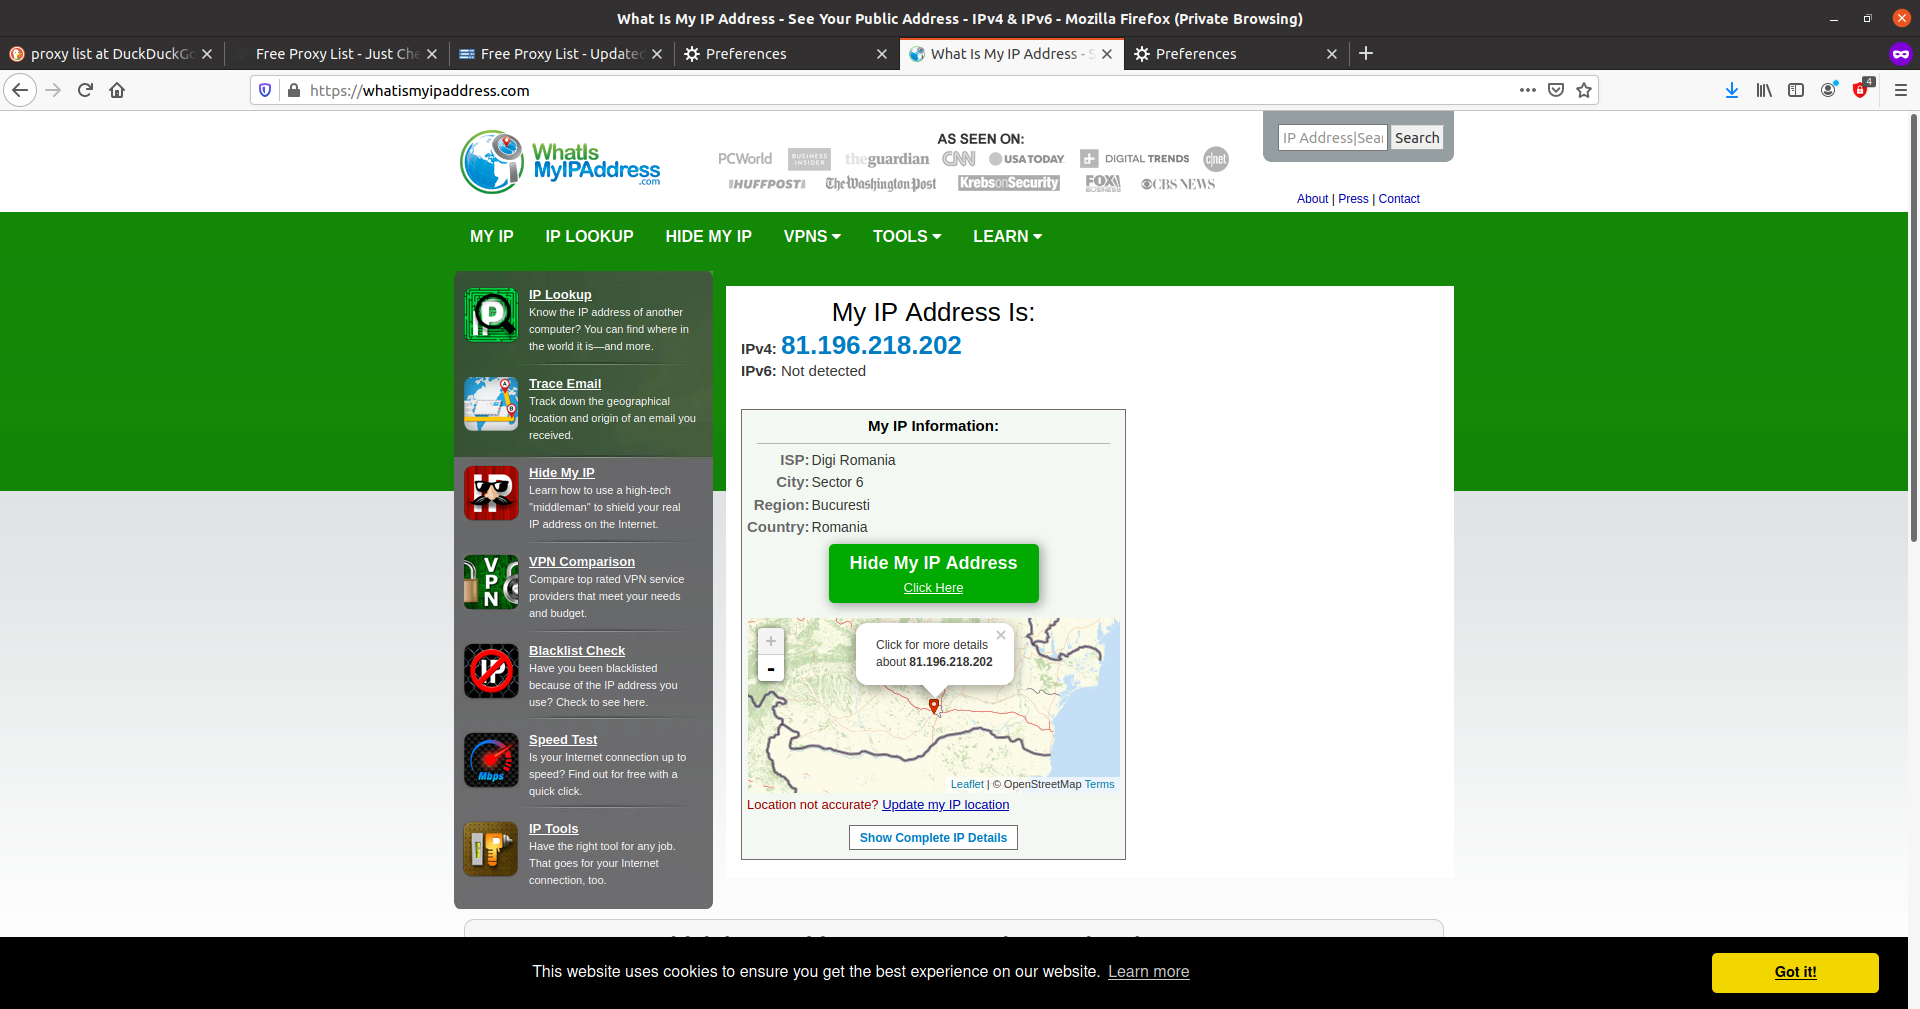 What Is My IP Address - See Your Public Address - IPv4 & IPv6 - Mozilla Firefox (Private Browsing)
proxy list at DuckDuckGo
Free Proxy List - Just Che
Free Proxy List - Updated
Preferences
What Is My IP Address - S
Preferences
https://whatismyipaddress.com
4
WhatIs
MyIPAddress
.com
AS SEEN ON:
PCWorld
BUSINESS INSIDER
theguardian
CNN
USA TODAY
DIGITAL TRENDS
c|net
HUFFPOST
The Washington Post
KrebsonSecurity
FOX BUSINESS
CBS NEWS
IP Address|Sear
Search
About | Press | Contact
MY IP
IP LOOKUP
HIDE MY IP
VPNS
TOOLS
LEARN
IP
IP Lookup
Know the IP address of another
computer? You can find where in
the world it is—and more.
A
B
Trace Email
Track down the geographical
location and origin of an email you
received.
IP
Hide My IP
Learn how to use a high-tech
"middleman" to shield your real
IP address on the Internet.
VPN
VPN Comparison
Compare top rated VPN service
providers that meet your needs
and budget.
IP
Blacklist Check
Have you been blacklisted
because of the IP address you
use? Check to see here.
Mbps
Speed Test
Is your Internet connection up to
speed? Find out for free with a
quick click.
IP Tools
Have the right tool for any job.
That goes for your Internet
connection, too.
My IP Address Is:
IPv4: 81.196.218.202
IPv6: Not detected
My IP Information:
ISP: Digi Romania
City: Sector 6
Region: Bucuresti
Country: Romania
Hide My IP Address
Click Here
+
-
Click for more details
about 81.196.218.202
×
Leaflet | © OpenStreetMap Terms
Location not accurate? Update my IP location
Show Complete IP Details
This website uses cookies to ensure you get the best experience on our website. Learn more
Got it!